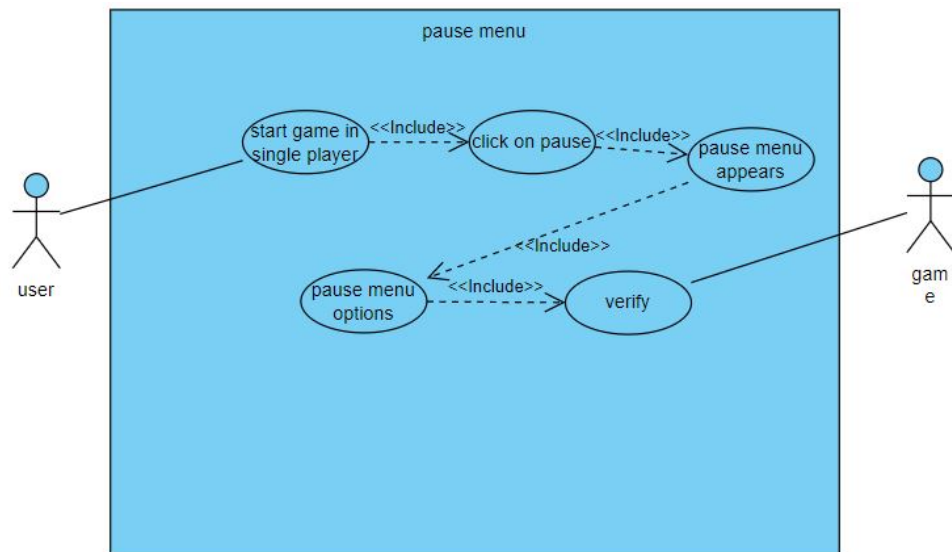 pause menu
start game in
single player
<<Include>>
click on pause
<<Include>>
pause menu
appears
<<Include>>
user
gam
e
pause menu
options
<<Include>>
verify